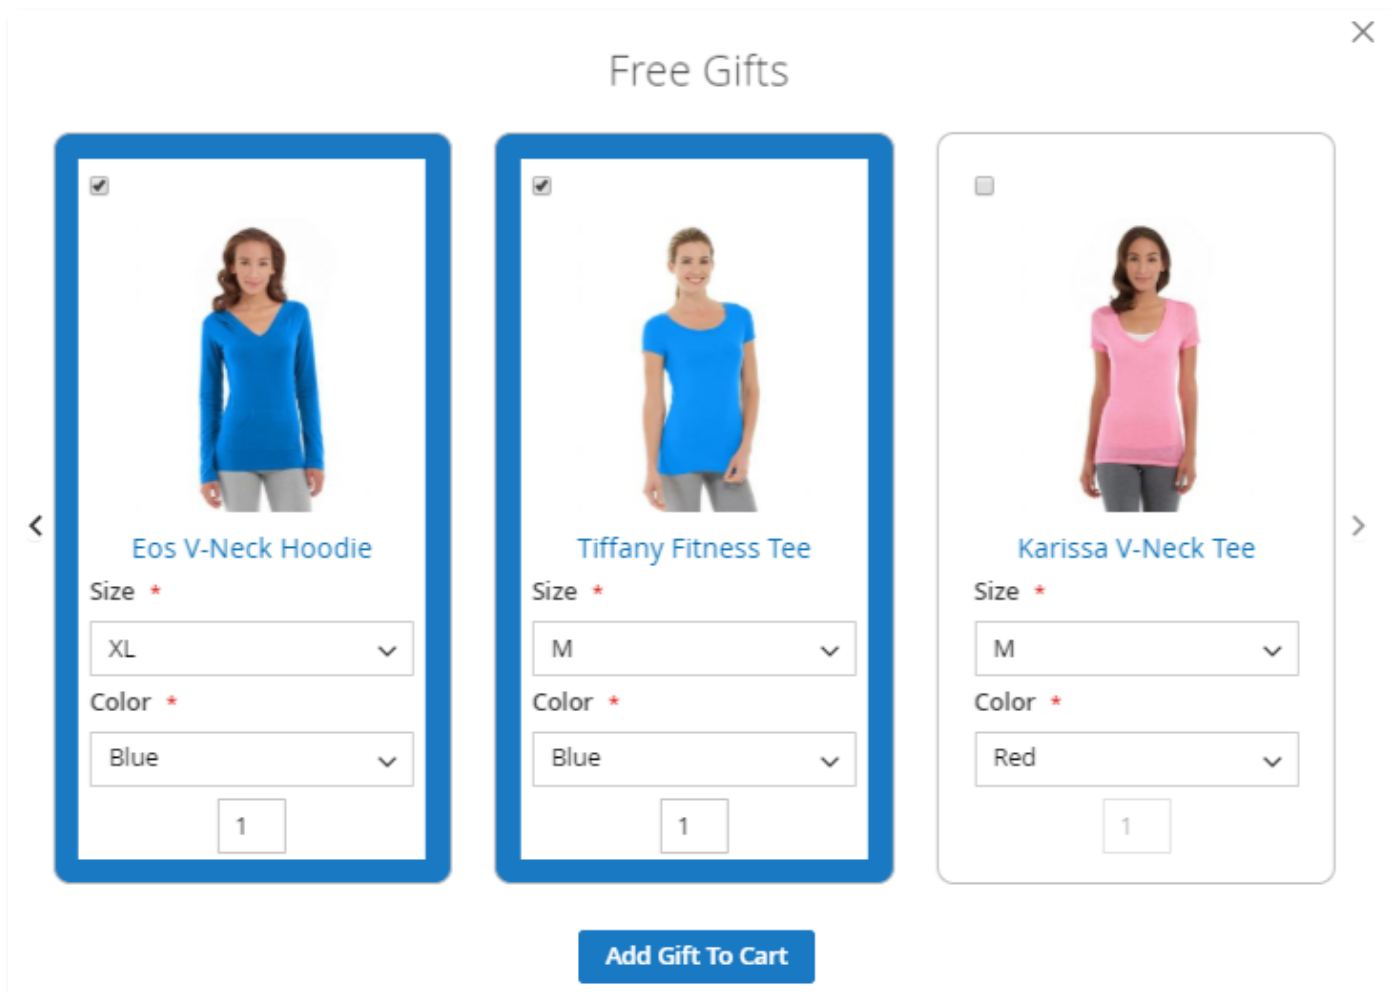 Free Gifts
Eos V-Neck Hoodie
Size *
XL
Color *
Blue
1
Tiffany Fitness Tee
Size *
M
Color *
Blue
1
Karissa V-Neck Tee
Size *
M
Color *
Red
1
Add Gift To Cart